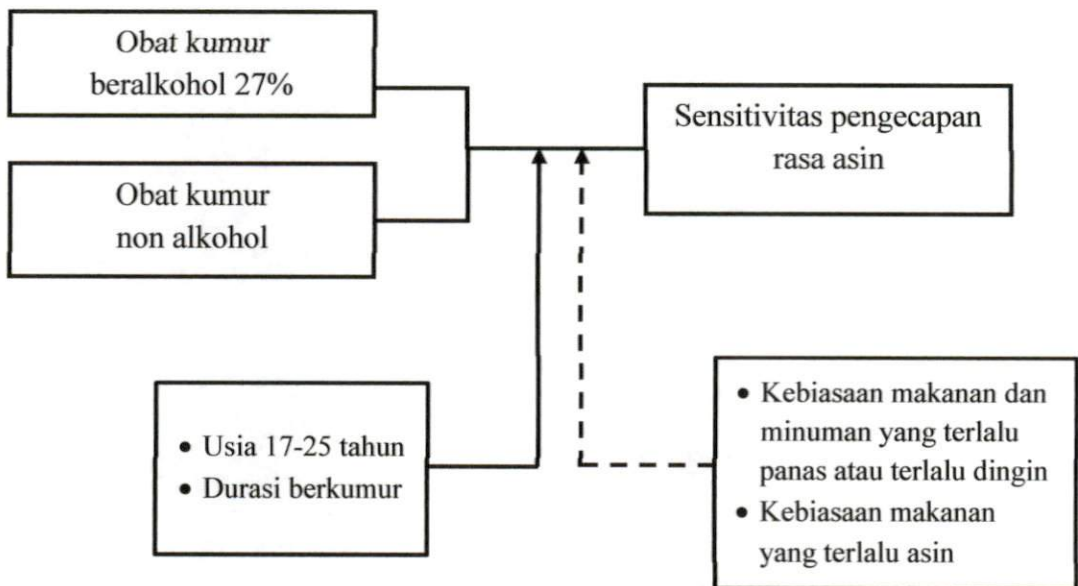 Obat kumur
beralkohol 27%
Obat kumur
non alkohol
Sensitivitas pengecapan
rasa asin
• Usia 17-25 tahun
• Durasi berkumur
• Kebiasaan makanan dan
minuman yang terlalu
panas atau terlalu dingin
• Kebiasaan makanan
yang terlalu asin